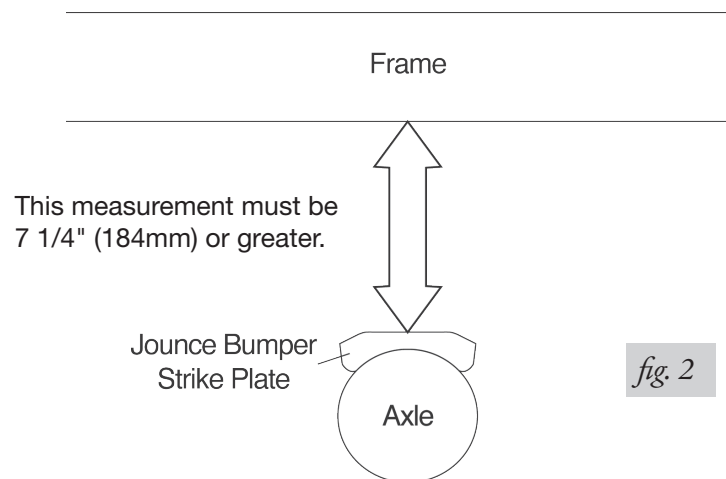 Frame
This measurement must be
7 1/4" (184mm) or greater.
Jounce Bumper
Strike Plate
fig. 2
Axle